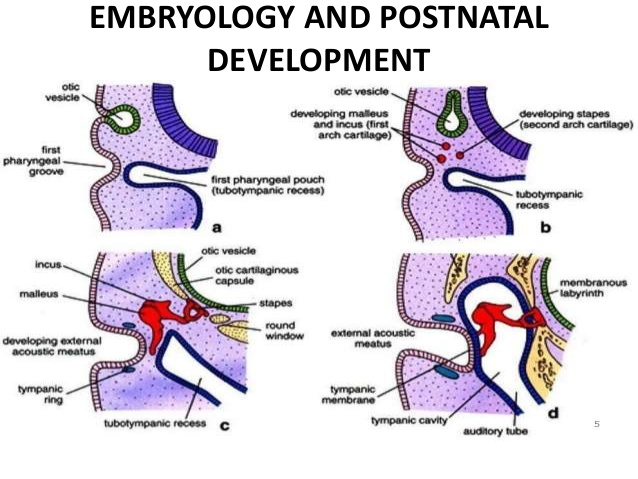 EMBRYOLOGY AND POSTNATAL
DEVELOPMENT
otic
vesicle
first
pharyngeal
groove
first pharyngeal pouch
(tubotympanic recess)
a
otic vesicle
developing malleus
and incus (first
arch cartilage)
developing stapes
(second arch cartilage)
tubotympanic
recess
b
incus
malleus
developing external
acoustic meatus
tympanic
ring
otic vesicle
otic cartilaginous
capsule
stapes
round
window
tubotympanic recess
c
external acoustic
meatus
tympanic
membrane
tympanic cavity
auditory tube
membranous
labyrinth
d
5